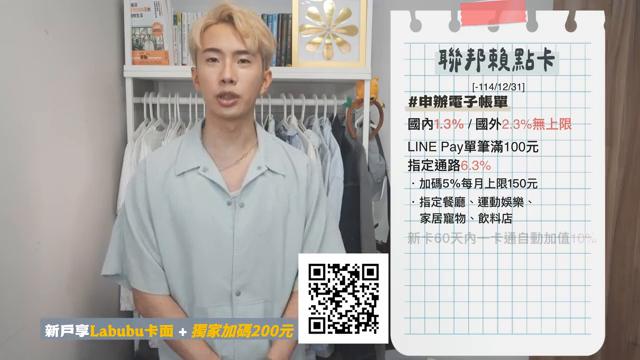 聯邦賴點卡
[-114/12/31]
#申辦電子帳單
國內1.3% / 國外2.3%無上限
LINE Pay單筆滿100元
指定通路6.3%
．加碼5%每月上限150元
．指定餐廳、運動娛樂、
家居寵物、飲料店
新卡60天內一卡通自動加值10%
新戶享Labubu卡面 + 獨家加碼200元